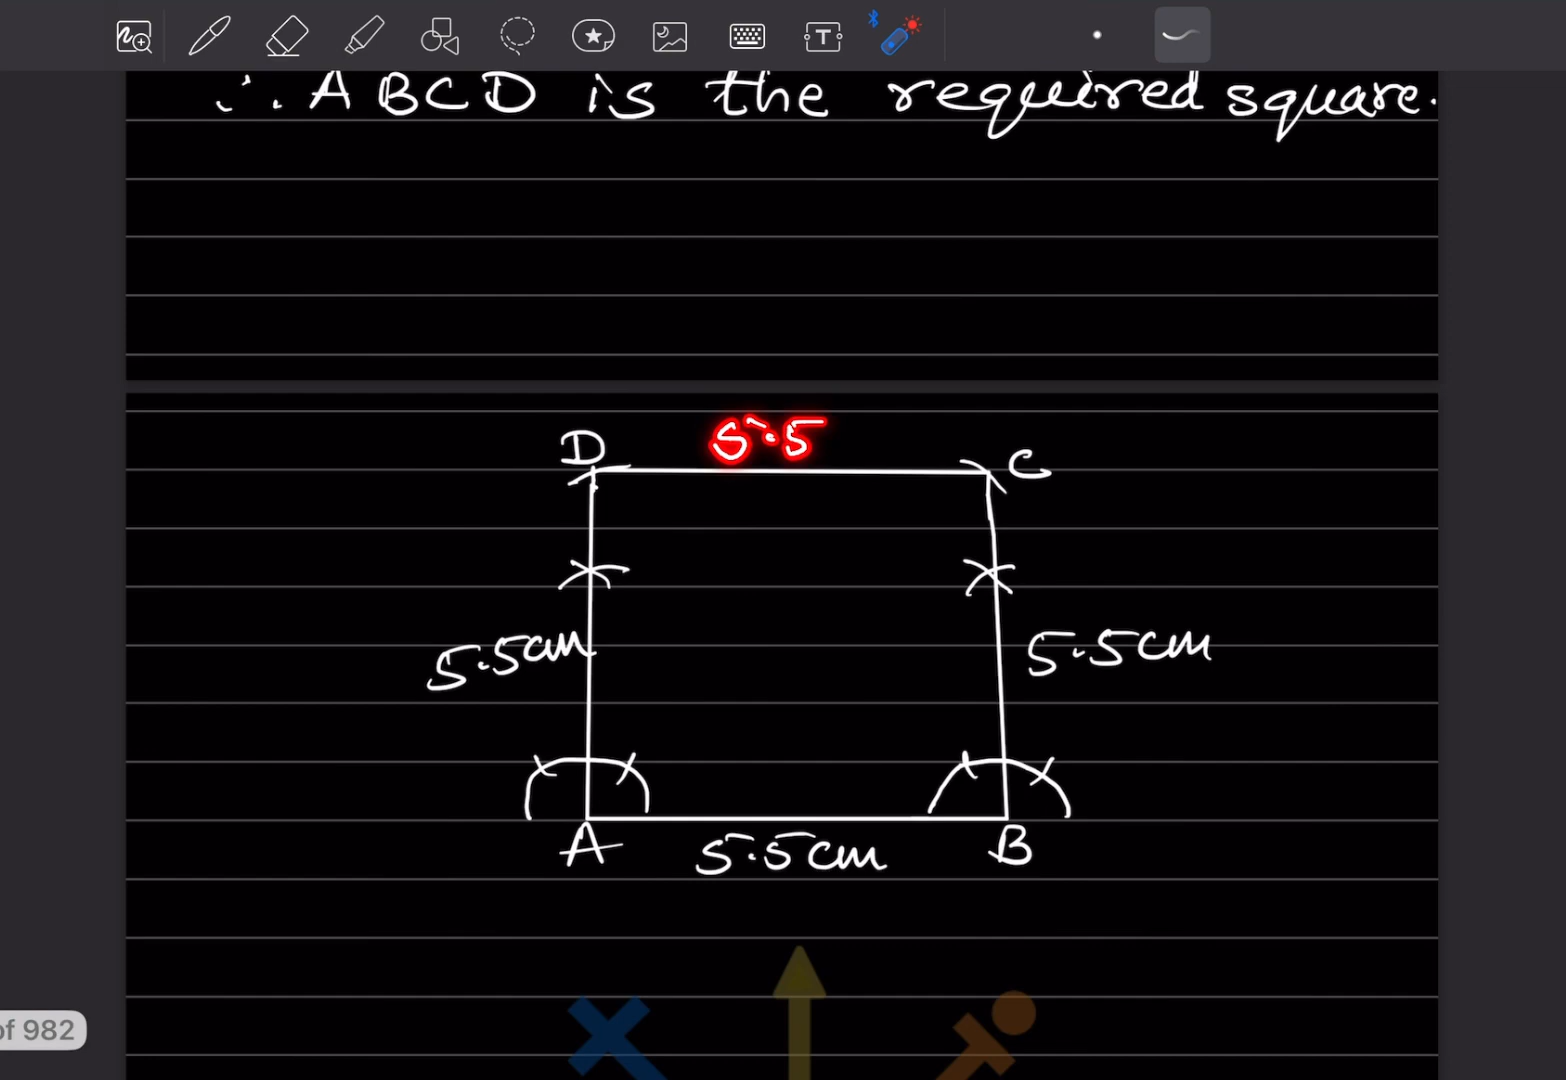 ∴ ABCD is the required square.
5.5
D
C
5.5cm
5.5cm
A
5.5cm
B
of 982